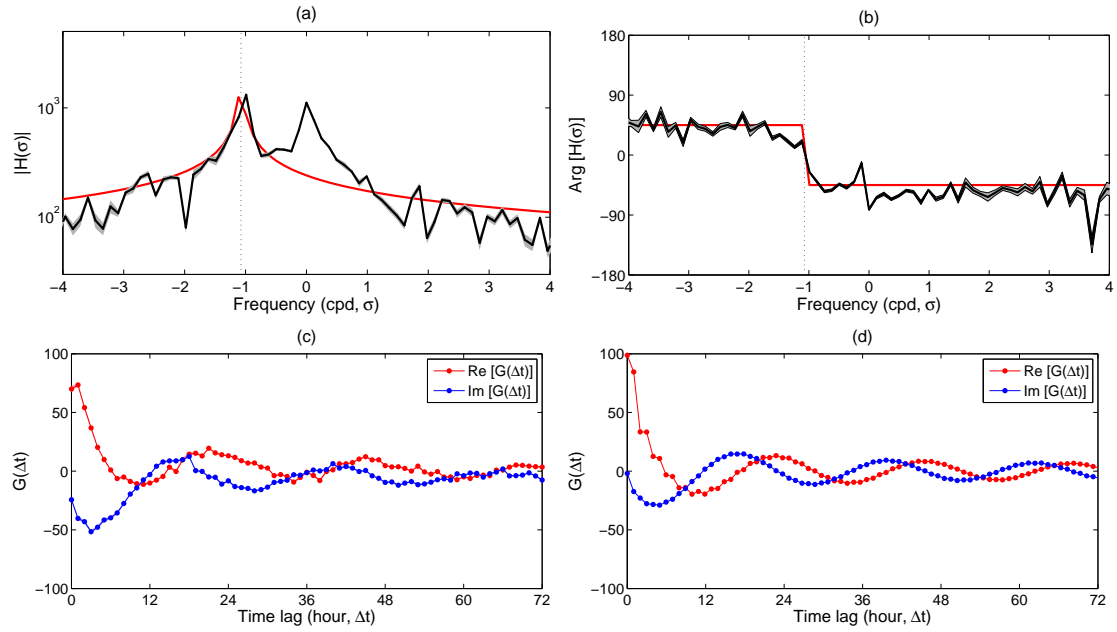 (a)
10^3
10^2
|H(σ)|
−4 −3 −2 −1 0 1 2 3 4
Frequency (cpd, σ)
(b)
180
90
0
−90
−180
Arg [H(σ)]
−4 −3 −2 −1 0 1 2 3 4
Frequency (cpd, σ)
(c)
100
50
0
−50
−100
G(Δt)
Re [G(Δt)]
Im [G(Δt)]
0 12 24 36 48 60 72
Time lag (hour, Δt)
(d)
100
50
0
−50
−100
G(Δt)
Re [G(Δt)]
Im [G(Δt)]
0 12 24 36 48 60 72
Time lag (hour, Δt)